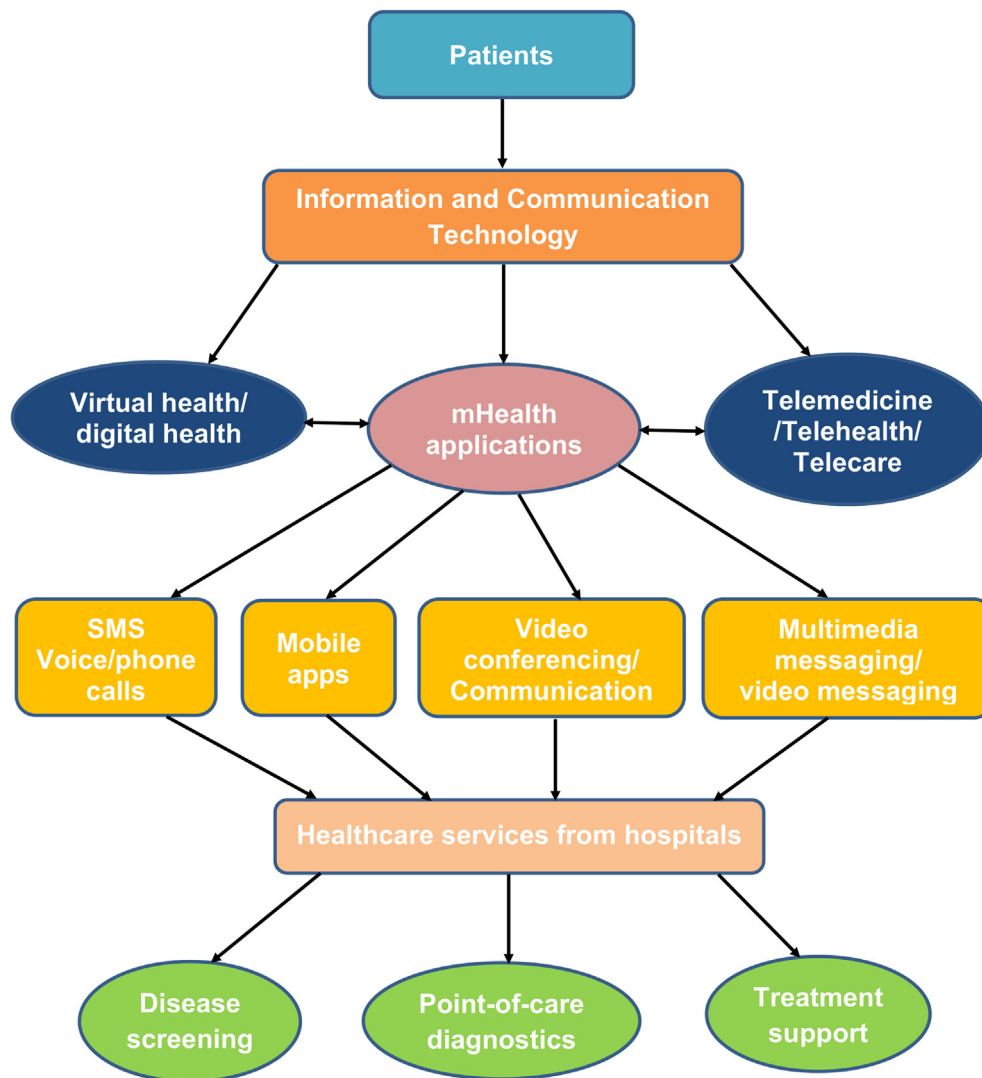 Patients
Information and Communication
Technology
Virtual health/
digital health
mHealth
applications
Telemedicine
/Telehealth/
Telecare
SMS
Voice/phone
calls
Mobile
apps
Video
conferencing/
Communication
Multimedia
messaging/
video messaging
Healthcare services from hospitals
Disease
screening
Point-of-care
diagnostics
Treatment
support